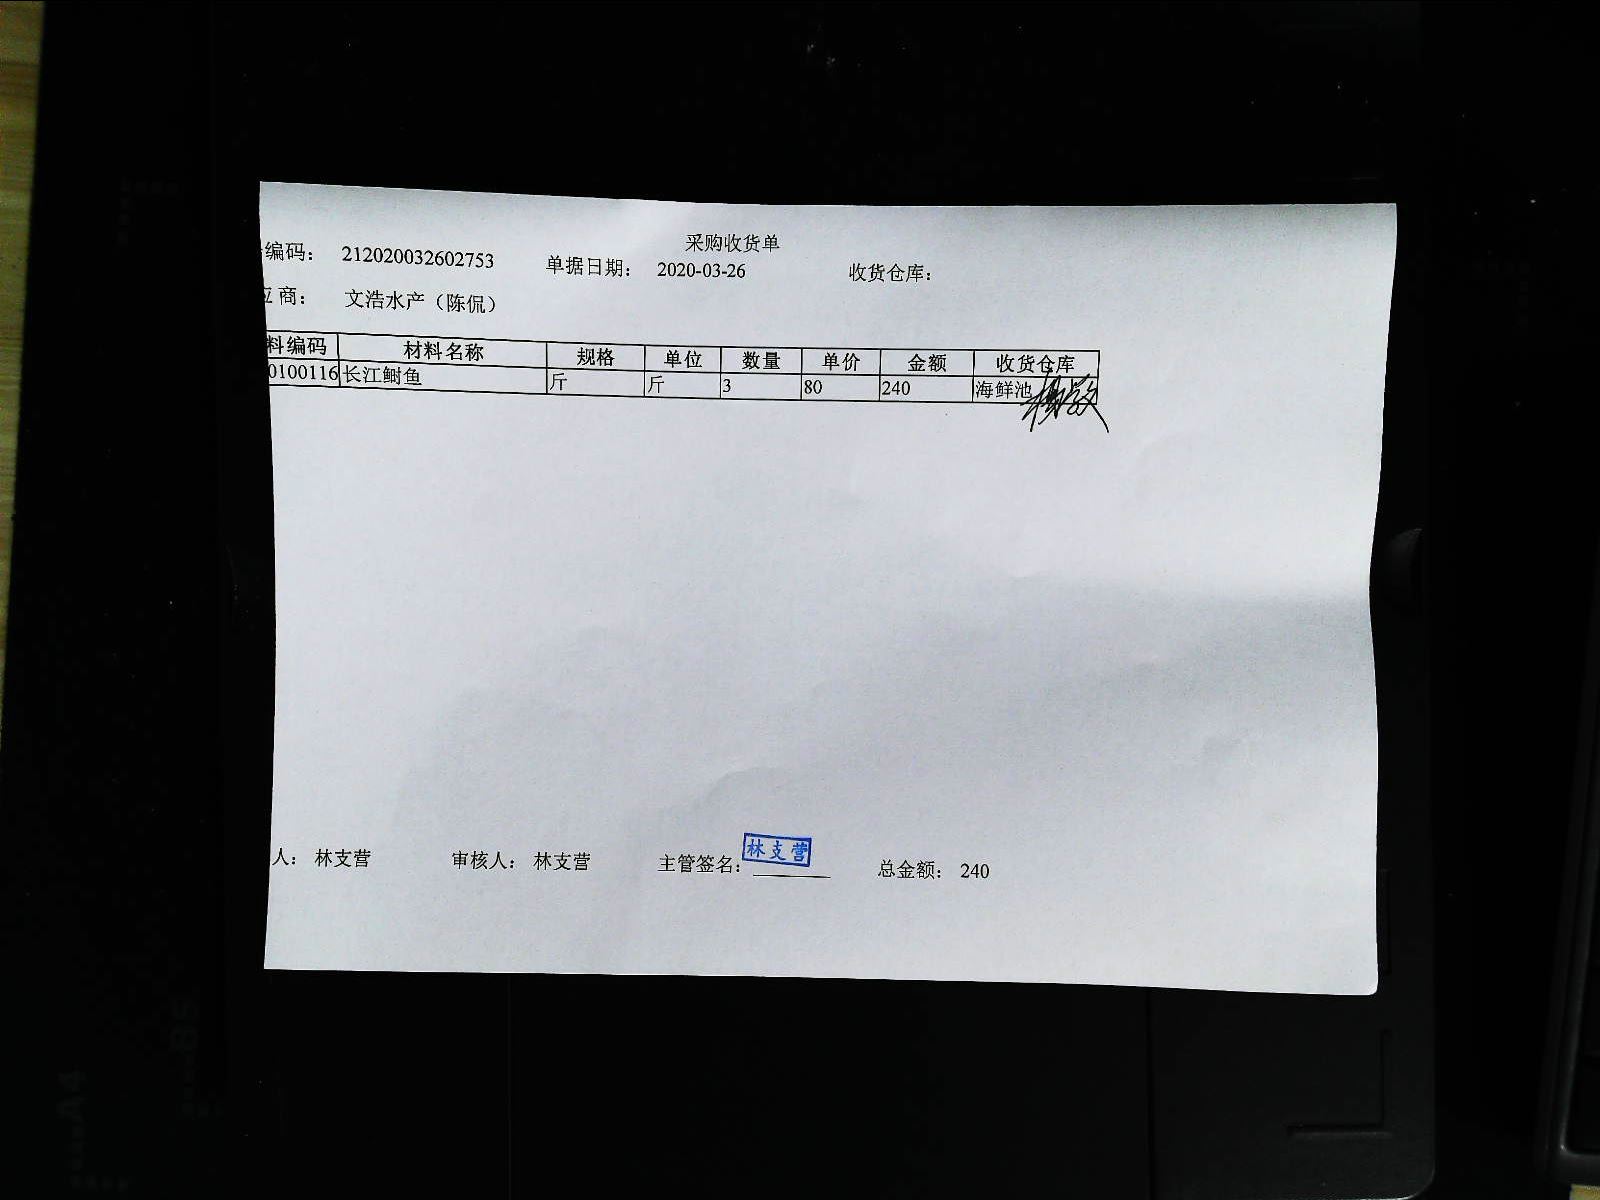 采购收货单
编码： 212020032602753 单据日期： 2020-03-26 收货仓库：
应商： 文浩水产（陈侃）
料编码 材料名称 规格 单位 数量 单价 金额 收货仓库
0100116 长江鲥鱼 斤 斤 3 80 240 海鲜池
人： 林支营 审核人： 林支营 主管签名： 林支营 总金额： 240